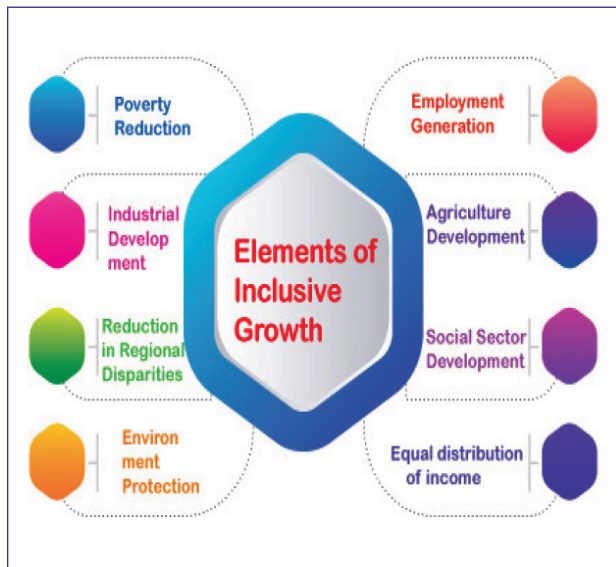 Poverty
Reduction
Industrial
Develop
ment
Reduction
in Regional
Disparities
Environ
ment
Protection
Elements of
Inclusive
Growth
Employment
Generation
Agriculture
Development
Social Sector
Development
Equal distribution
of income